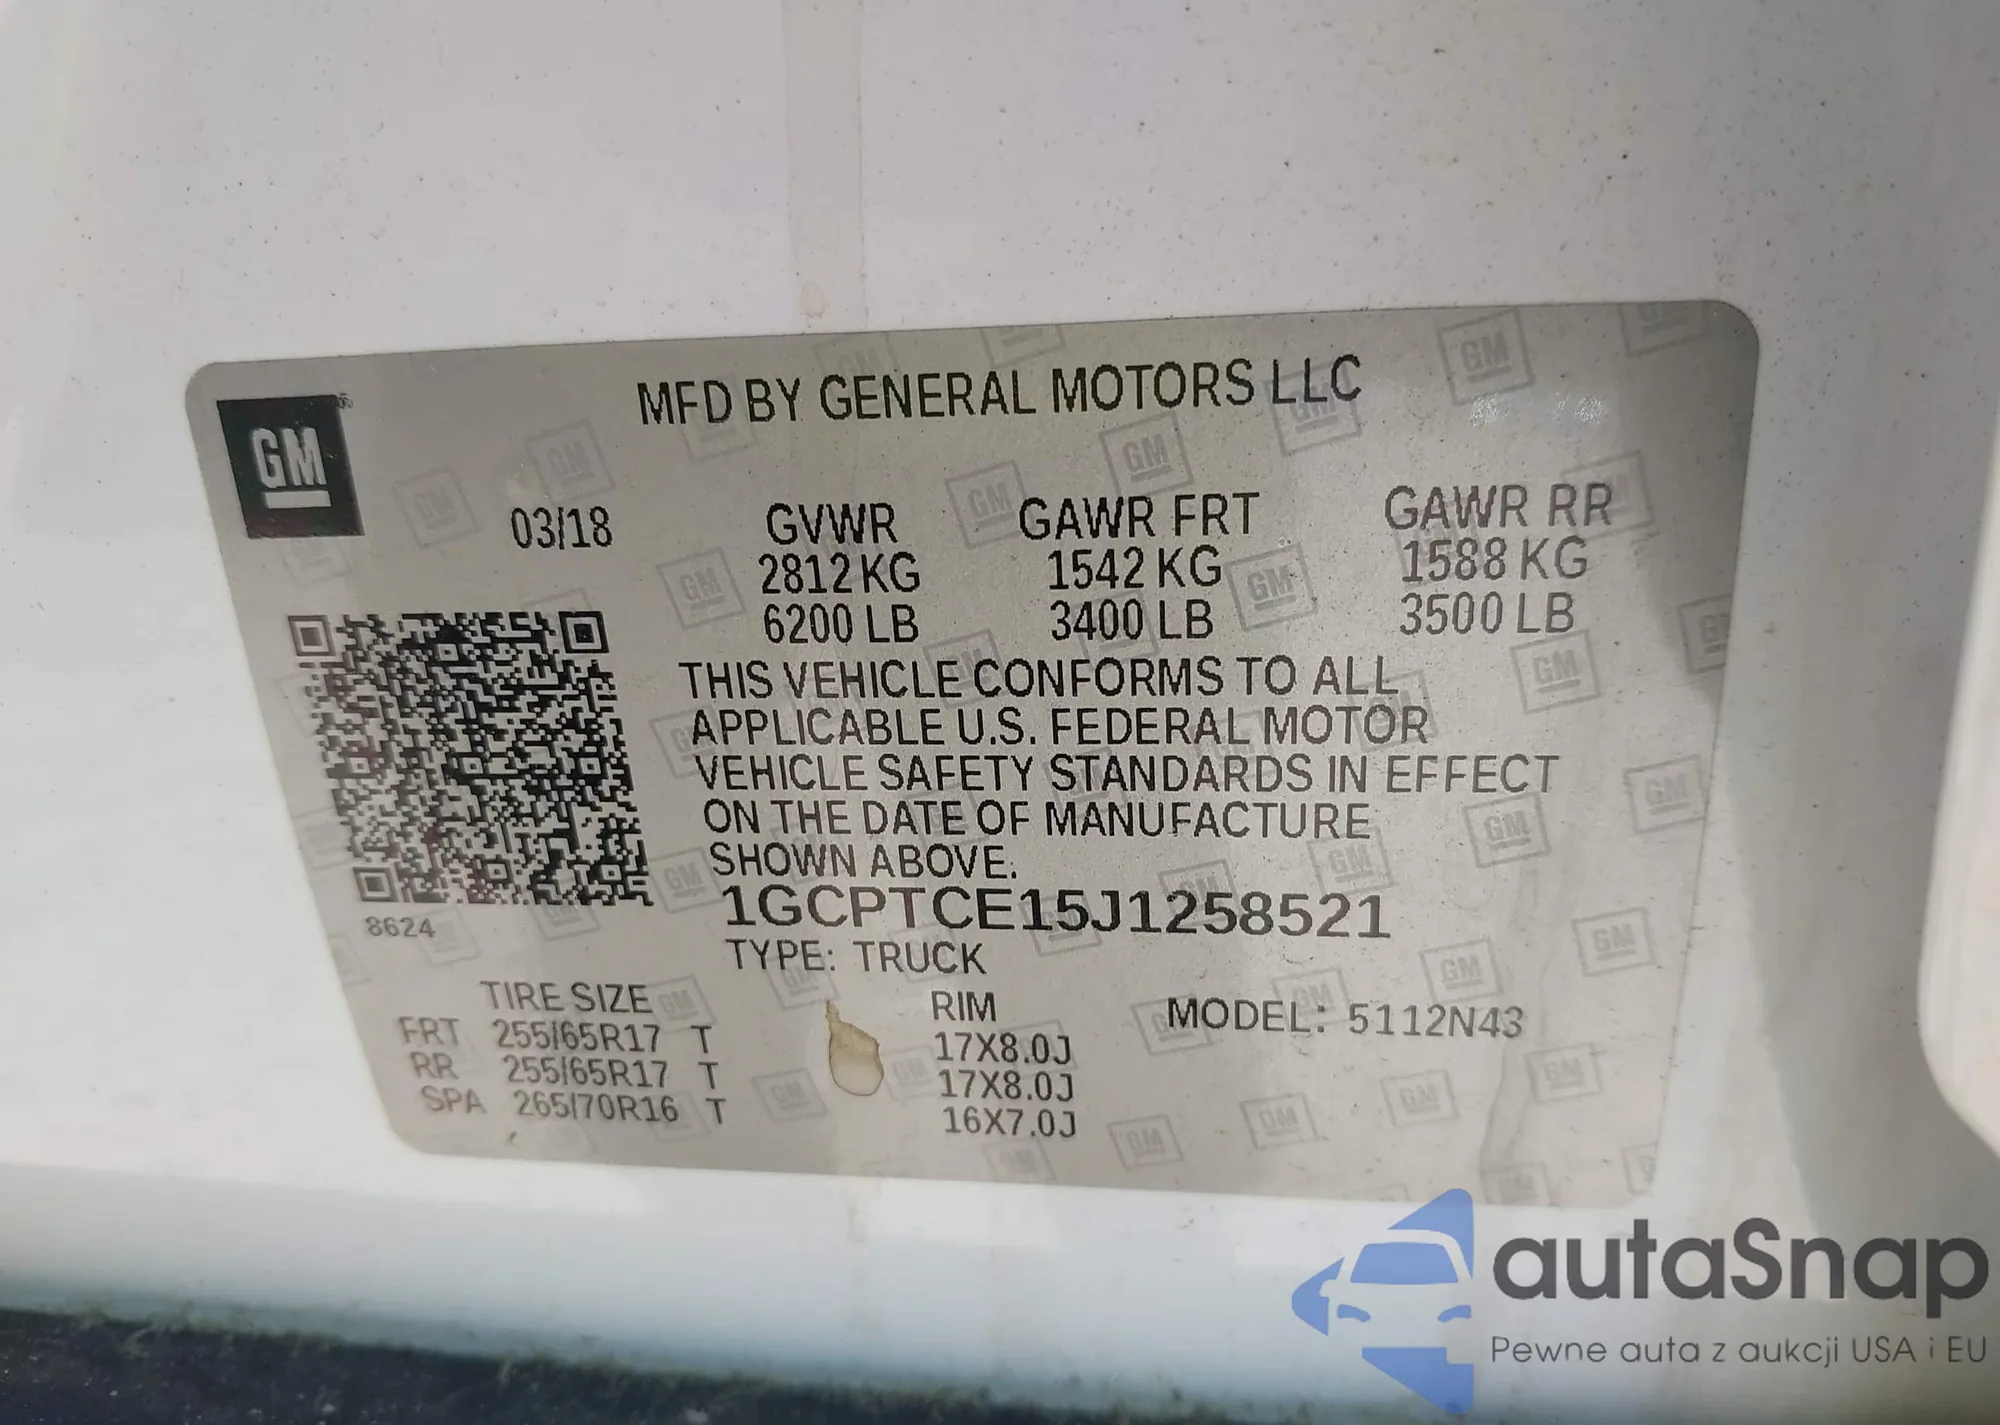 MFD BY GENERAL MOTORS LLC
GM
03/18 GVWR GAWR FRT GAWR RR
2812 KG 1542 KG 1588 KG
6200 LB 3400 LB 3500 LB
THIS VEHICLE CONFORMS TO ALL
APPLICABLE U.S. FEDERAL MOTOR
VEHICLE SAFETY STANDARDS IN EFFECT
ON THE DATE OF MANUFACTURE
SHOWN ABOVE.
8624
1GCPTCE15J1258521
TYPE: TRUCK
TIRE SIZE RIM MODEL: 5112N43
FRT 255/65R17 T 17X8.0J
RR 255/65R17 T 17X8.0J
SPA 265/70R16 T 16X7.0J
autaSnap
Pewne auta z aukcji USA i EU